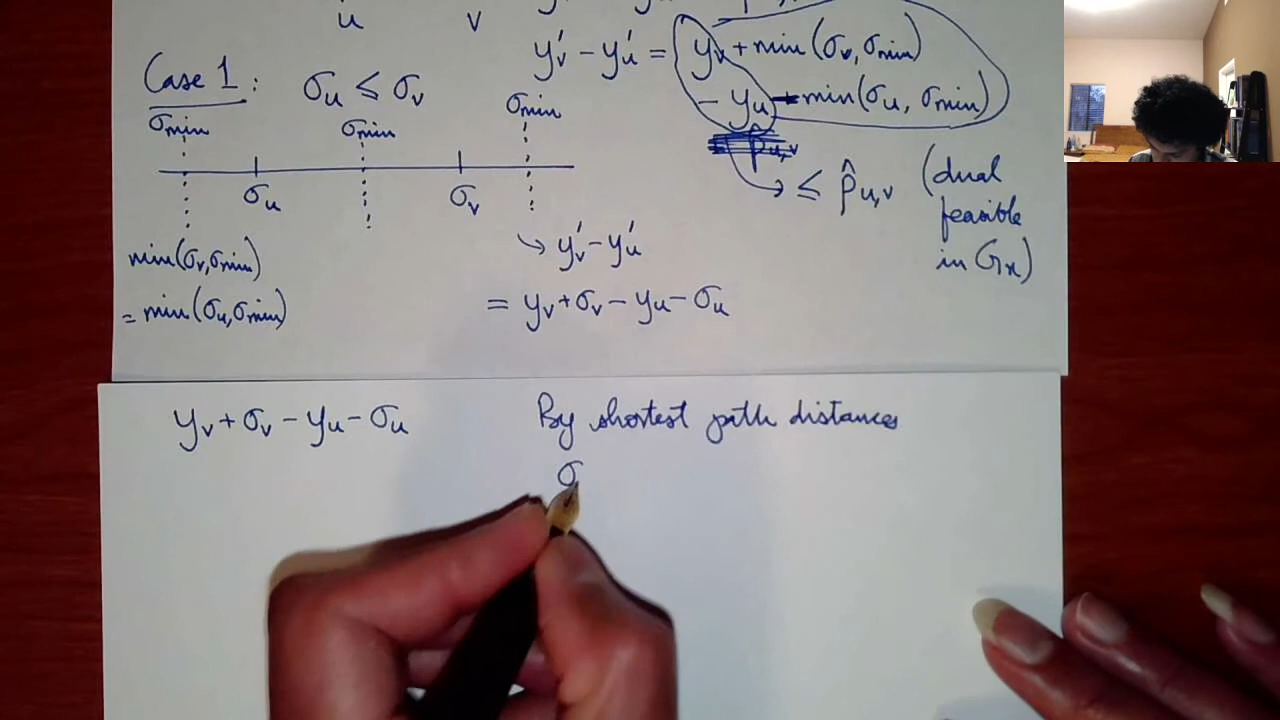 u v
y'v − y'u = yv + min(σv, σmin)
− yu − min(σu, σmin)
Case 1: σu ≤ σv
σmin σmin σmin
σu σv
≤ p̂u,v (dual
feasible
in Gx)
min(σv,σmin)
= min(σu,σmin)
↳ y'v − y'u
= yv + σv − yu − σu
yv + σv − yu − σu
By shortest path distances
σ